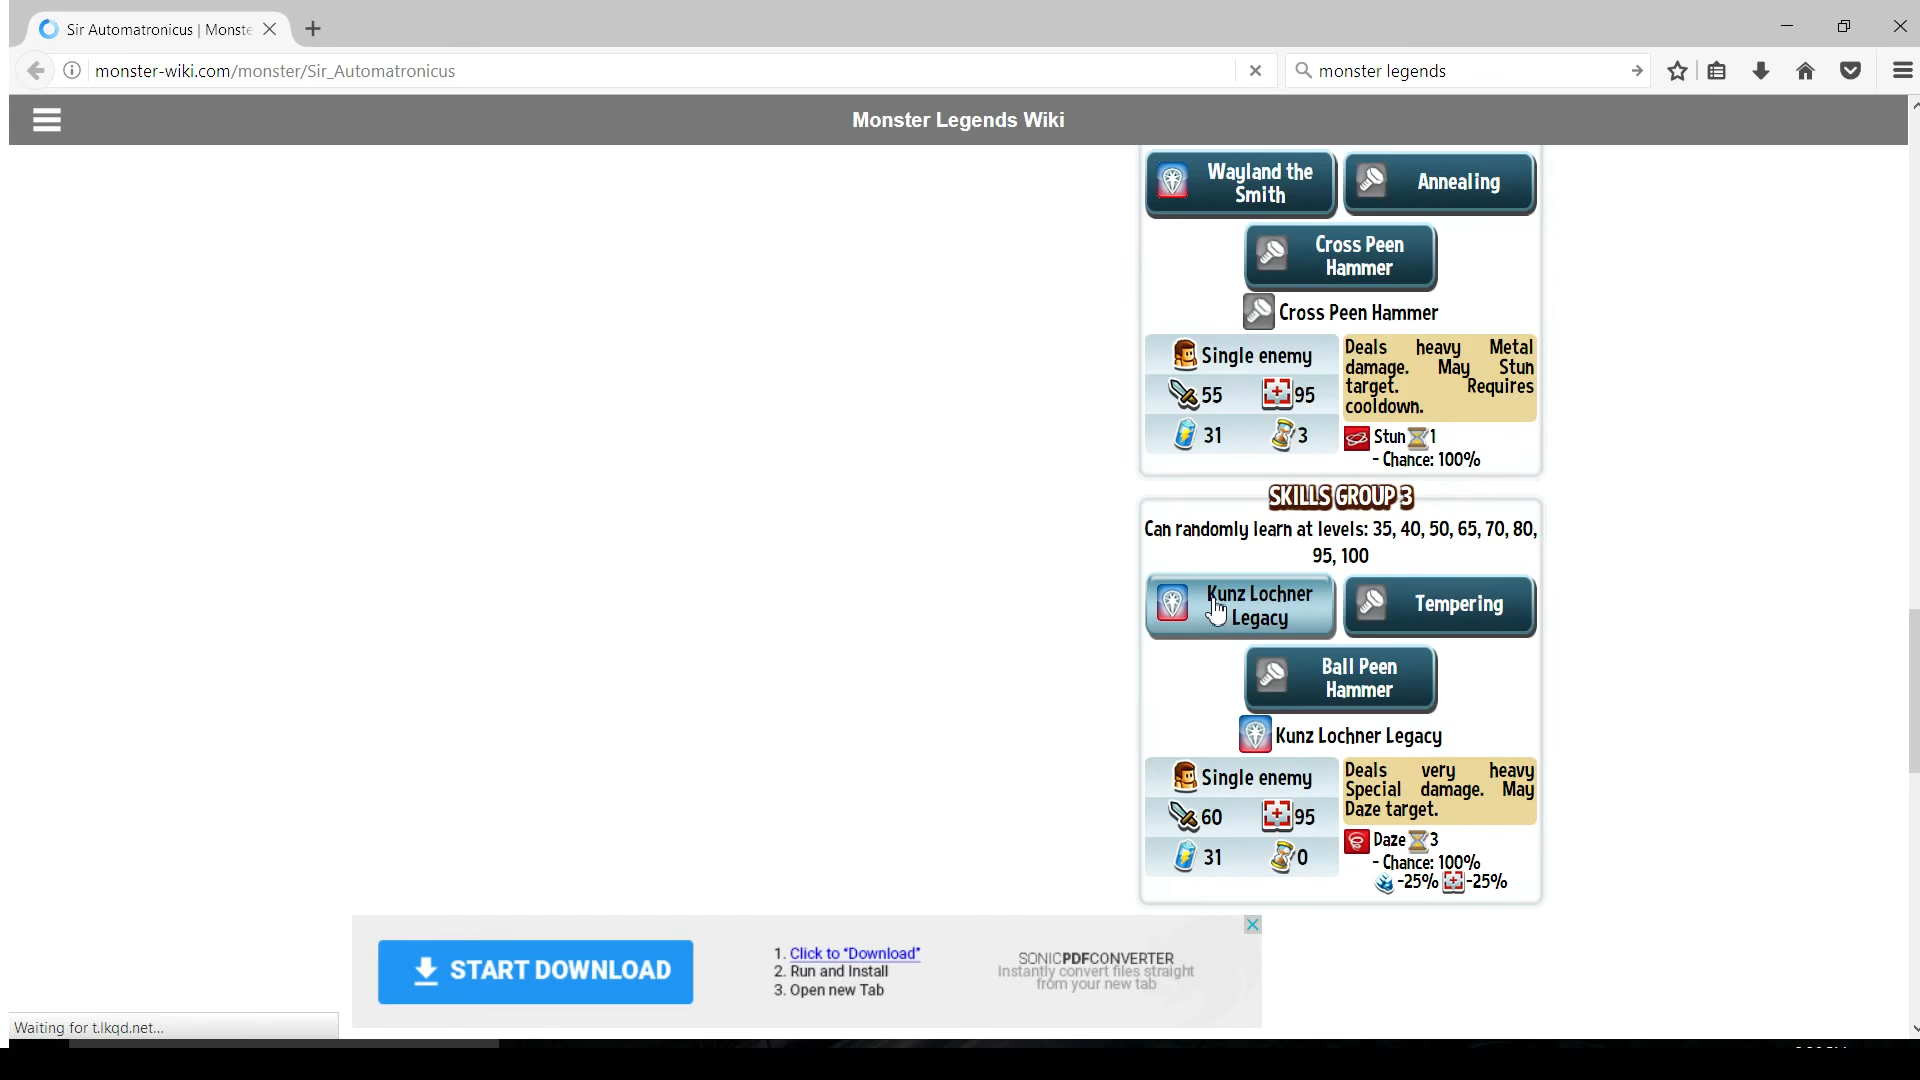 Sir Automatronicus | Monste
monster-wiki.com/monster/Sir_Automatronicus
monster legends
Monster Legends Wiki
Wayland the
Smith
Annealing
Cross Peen
Hammer
Cross Peen Hammer
Single enemy
55 95
31 3
Deals heavy Metal
damage. May Stun
target. Requires
cooldown.
Stun 1
- Chance: 100%
SKILLS GROUP 3
Can randomly learn at levels: 35, 40, 50, 65, 70, 80,
95, 100
Kunz Lochner
Legacy
Tempering
Ball Peen
Hammer
Kunz Lochner Legacy
Single enemy
60 95
31 0
Deals very heavy
Special damage. May
Daze target.
Daze 3
- Chance: 100%
-25% -25%
START DOWNLOAD
1. Click to "Download"
2. Run and Install
3. Open new Tab
SONICPDFCONVERTER
Instantly convert files straight
from your new tab
Waiting for t.lkqd.net...